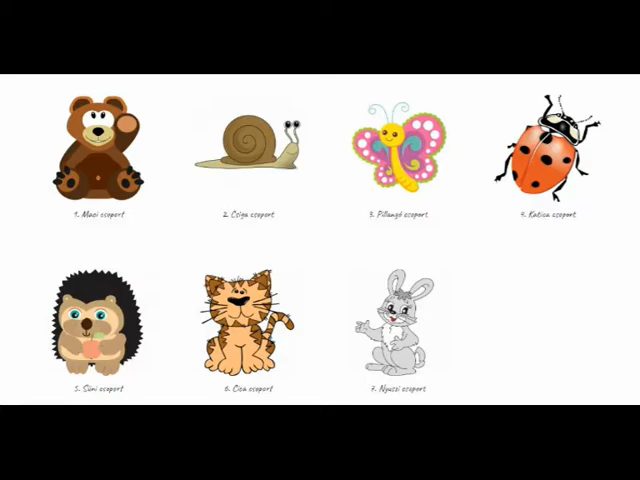 1. Maci csoport
2. Csiga csoport
3. Pillangó csoport
4. Katica csoport
5. Süni csoport
6. Cica csoport
7. Nyuszi csoport